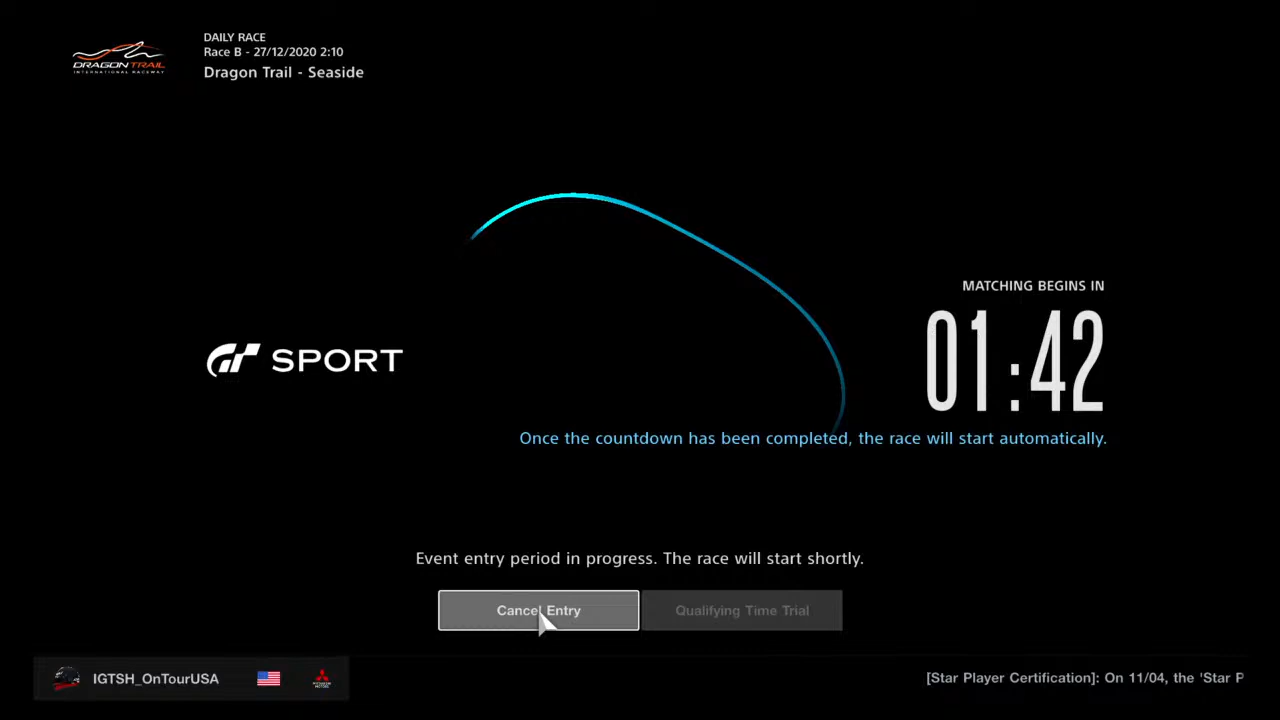 DRAGON TRAIL
INTERNATIONAL RACEWAY
DAILY RACE
Race B - 27/12/2020 2:10
Dragon Trail - Seaside
GT SPORT
MATCHING BEGINS IN
01:42
Once the countdown has been completed, the race will start automatically.
Event entry period in progress. The race will start shortly.
Cancel Entry
Qualifying Time Trial
IGTSH_OnTourUSA
MITSUBISHI MOTORS
[Star Player Certification]: On 11/04, the 'Star P